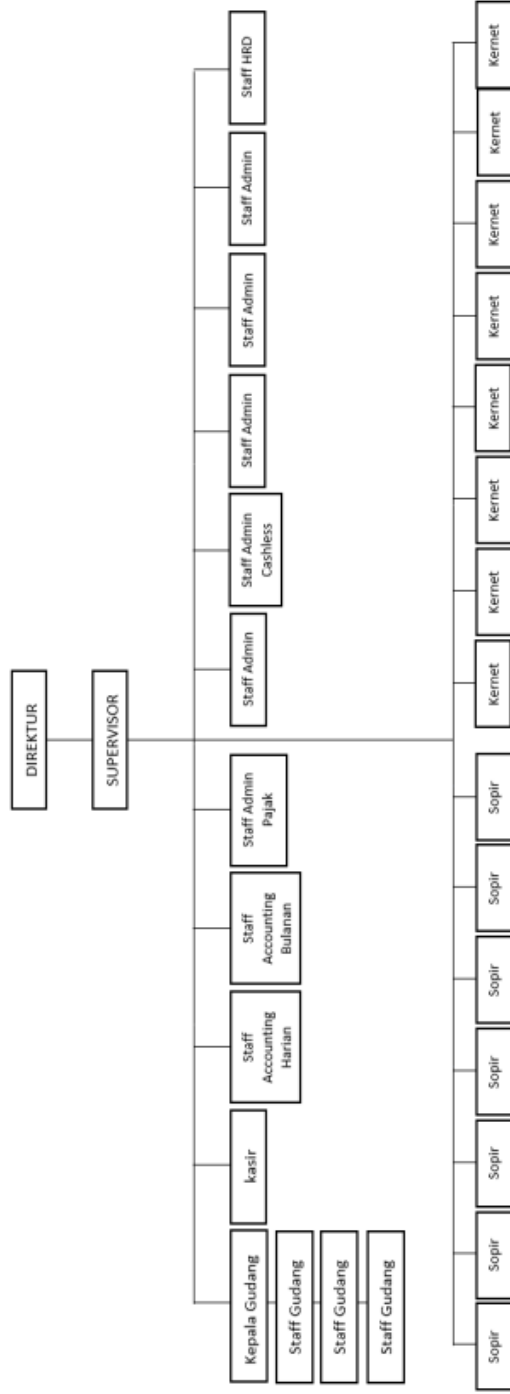 DIREKTUR
SUPERVISOR
Kepala Gudang
Staff Gudang
Staff Gudang
Staff Gudang
kasir
Staff
Accounting
Harian
Staff
Accounting
Bulanan
Staff Admin
Pajak
Staff Admin
Staff Admin
Cashless
Staff Admin
Staff Admin
Staff Admin
Staff HRD
Sopir
Sopir
Sopir
Sopir
Sopir
Sopir
Sopir
Kernet
Kernet
Kernet
Kernet
Kernet
Kernet
Kernet
Kernet